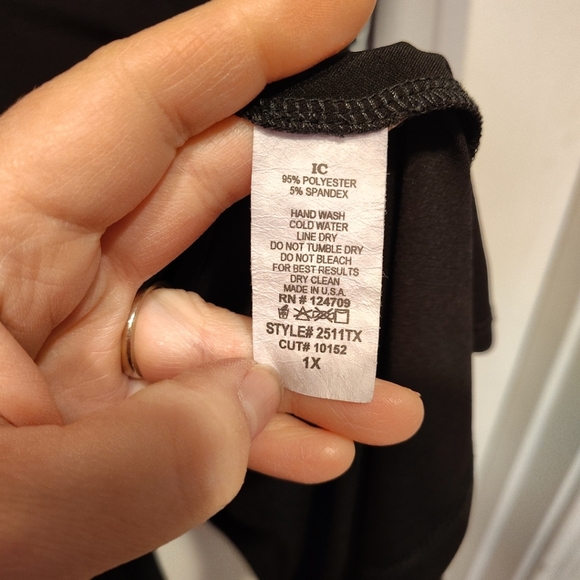 IC
95% POLYESTER
5% SPANDEX
HAND WASH
COLD WATER
LINE DRY
DO NOT TUMBLE DRY
DO NOT BLEACH
FOR BEST RESULTS
DRY CLEAN
MADE IN U.S.A.
RN # 124709
STYLE# 2511TX
CUT# 10152
1X